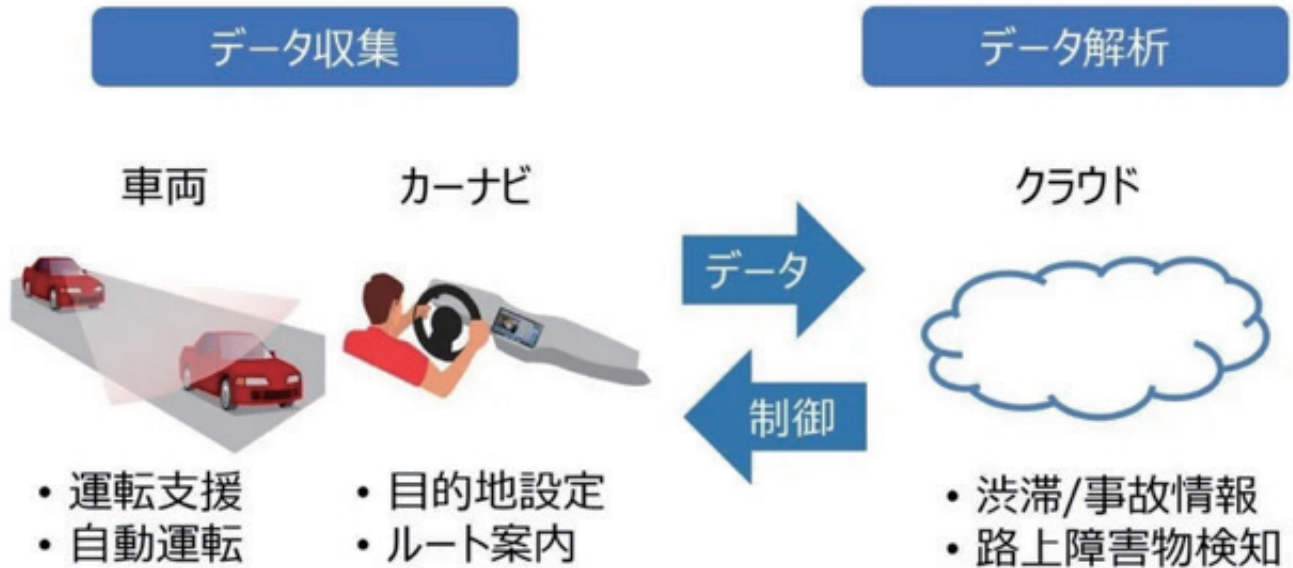 データ収集
データ解析
車両
カーナビ
クラウド
データ
制御
• 運転支援
• 自動運転
• 目的地設定
• ルート案内
• 渋滞/事故情報
• 路上障害物検知